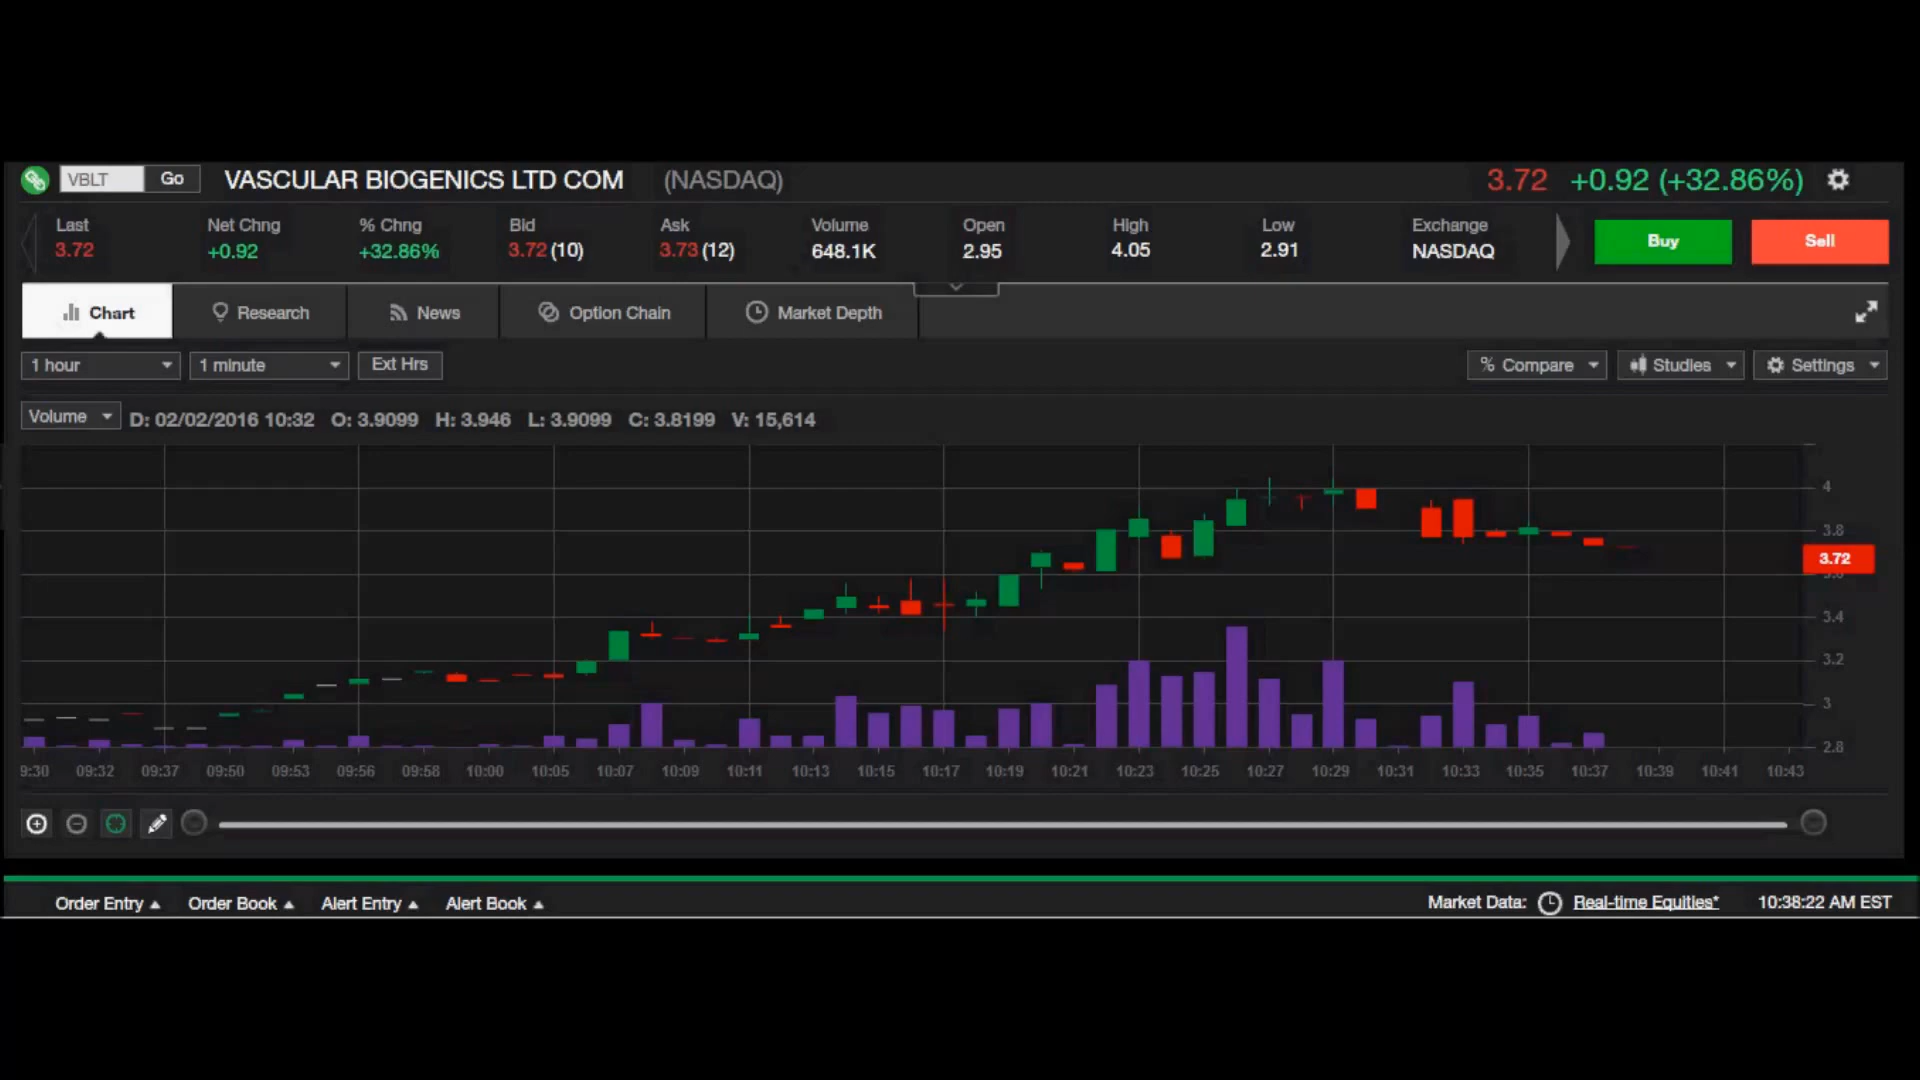 VBLT Go VASCULAR BIOGENICS LTD COM (NASDAQ) 3.72 +0.92 (+32.86%)
Last Net Chng % Chng Bid Ask Volume Open High Low Exchange
3.72 +0.92 +32.86% 3.72 (10) 3.73 (12) 648.1K 2.95 4.05 2.91 NASDAQ Buy Sell
Chart Research News Option Chain Market Depth
1 hour 1 minute Ext Hrs % Compare Studies Settings
Volume D: 02/02/2016 10:32 O: 3.9099 H: 3.946 L: 3.9099 C: 3.8199 V: 15,614
4
3.8
3.72
3.4
3.2
3
2.8
9:30 09:32 09:37 09:50 09:53 09:56 09:58 10:00 10:05 10:07 10:09 10:11 10:13 10:15 10:17 10:19 10:21 10:23 10:25 10:27 10:29 10:31 10:33 10:35 10:37 10:39 10:41 10:43
Order Entry Order Book Alert Entry Alert Book Market Data: Real-time Equities* 10:38:22 AM EST